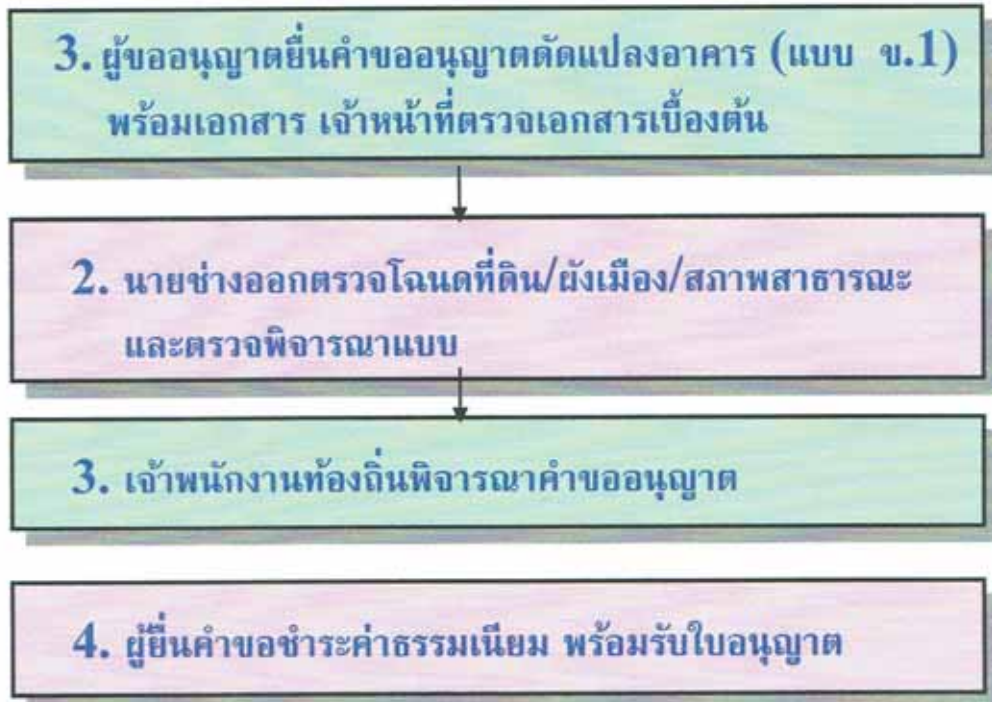 3. ผู้ขออนุญาตยื่นคำขออนุญาตดัดแปลงอาคาร (แบบ ข.1)
พร้อมเอกสาร เจ้าหน้าที่ตรวจเอกสารเบื้องต้น
2. นายช่างออกตรวจโฉนดที่ดิน/ผังเมือง/สภาพสาธารณะ
และตรวจพิจารณาแบบ
3. เจ้าพนักงานท้องถิ่นพิจารณาคำขออนุญาต
4. ผู้ยื่นคำขอชำระค่าธรรมเนียม พร้อมรับใบอนุญาต